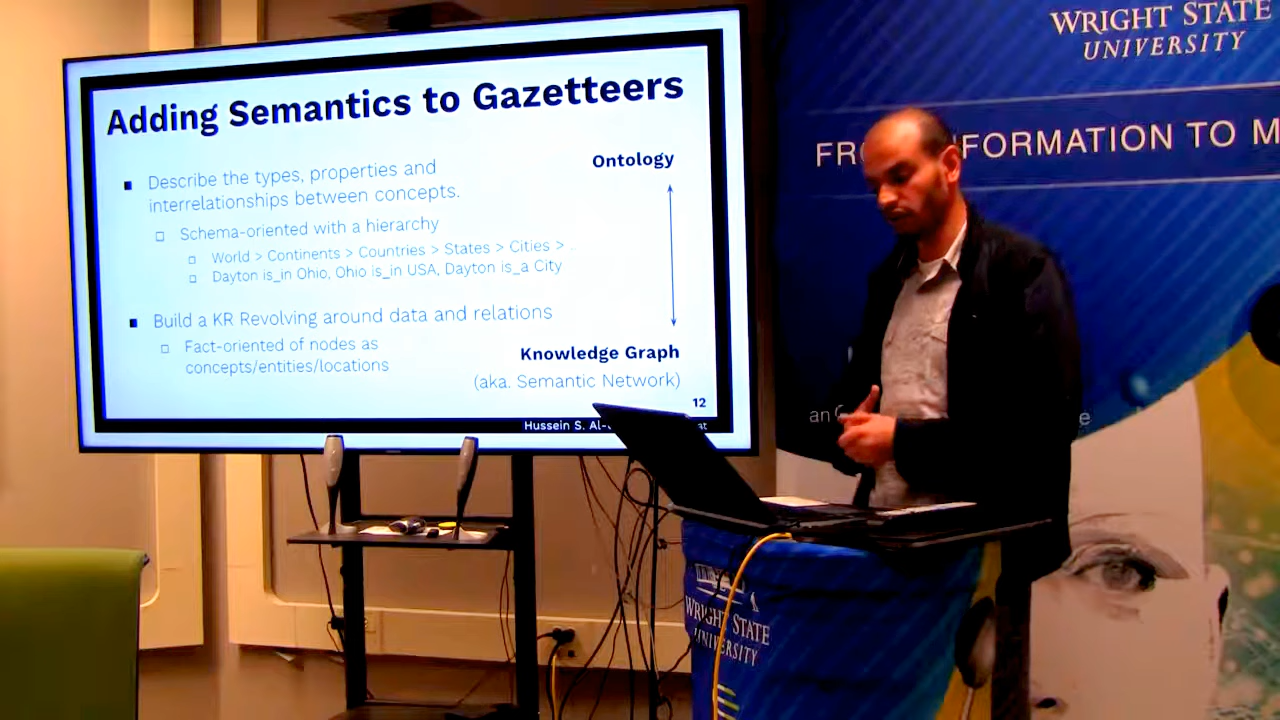 Adding Semantics to Gazetteers
Describe the types, properties and
interrelationships between concepts.
Schema-oriented with a hierarchy
World > Continents > Countries > States > Cities > ...
Dayton is_in Ohio, Ohio is_in USA, Dayton is_a City
Build a KR Revolving around data and relations
Fact-oriented of nodes as
concepts/entities/locations
Ontology
Knowledge Graph
(aka. Semantic Network)
12
Hussein S.
WRIGHT STATE
UNIVERSITY
INFORMATION TO
an
WRIGHT STATE
UNIVERSITY